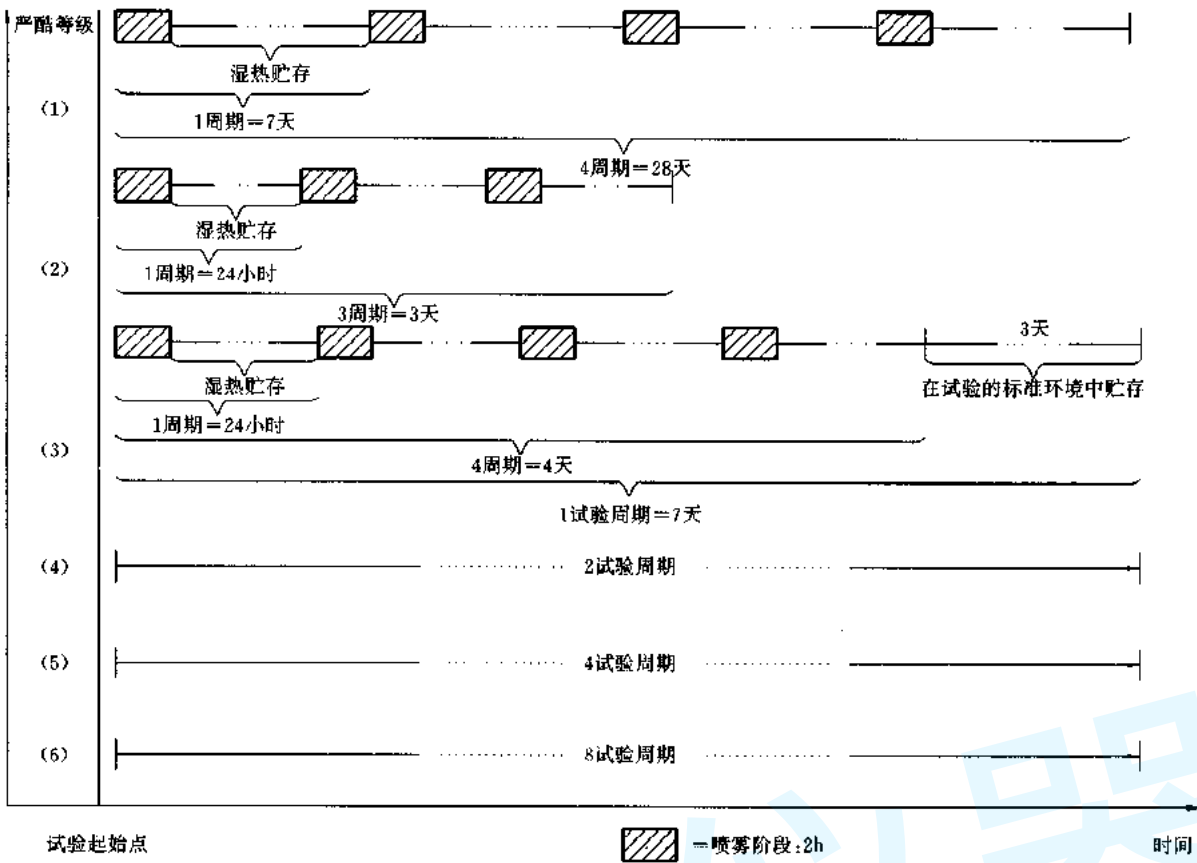 严酷等级
湿热贮存
(1)
1周期=7天
4周期=28天
湿热贮存
(2)
1周期=24小时
3周期=3天
3天
湿热贮存
在试验的标准环境中贮存
1周期=24小时
(3)
4周期=4天
1试验周期=7天
(4)
2试验周期
(5)
4试验周期
(6)
8试验周期
试验起始点
=喷雾阶段:2h
时间